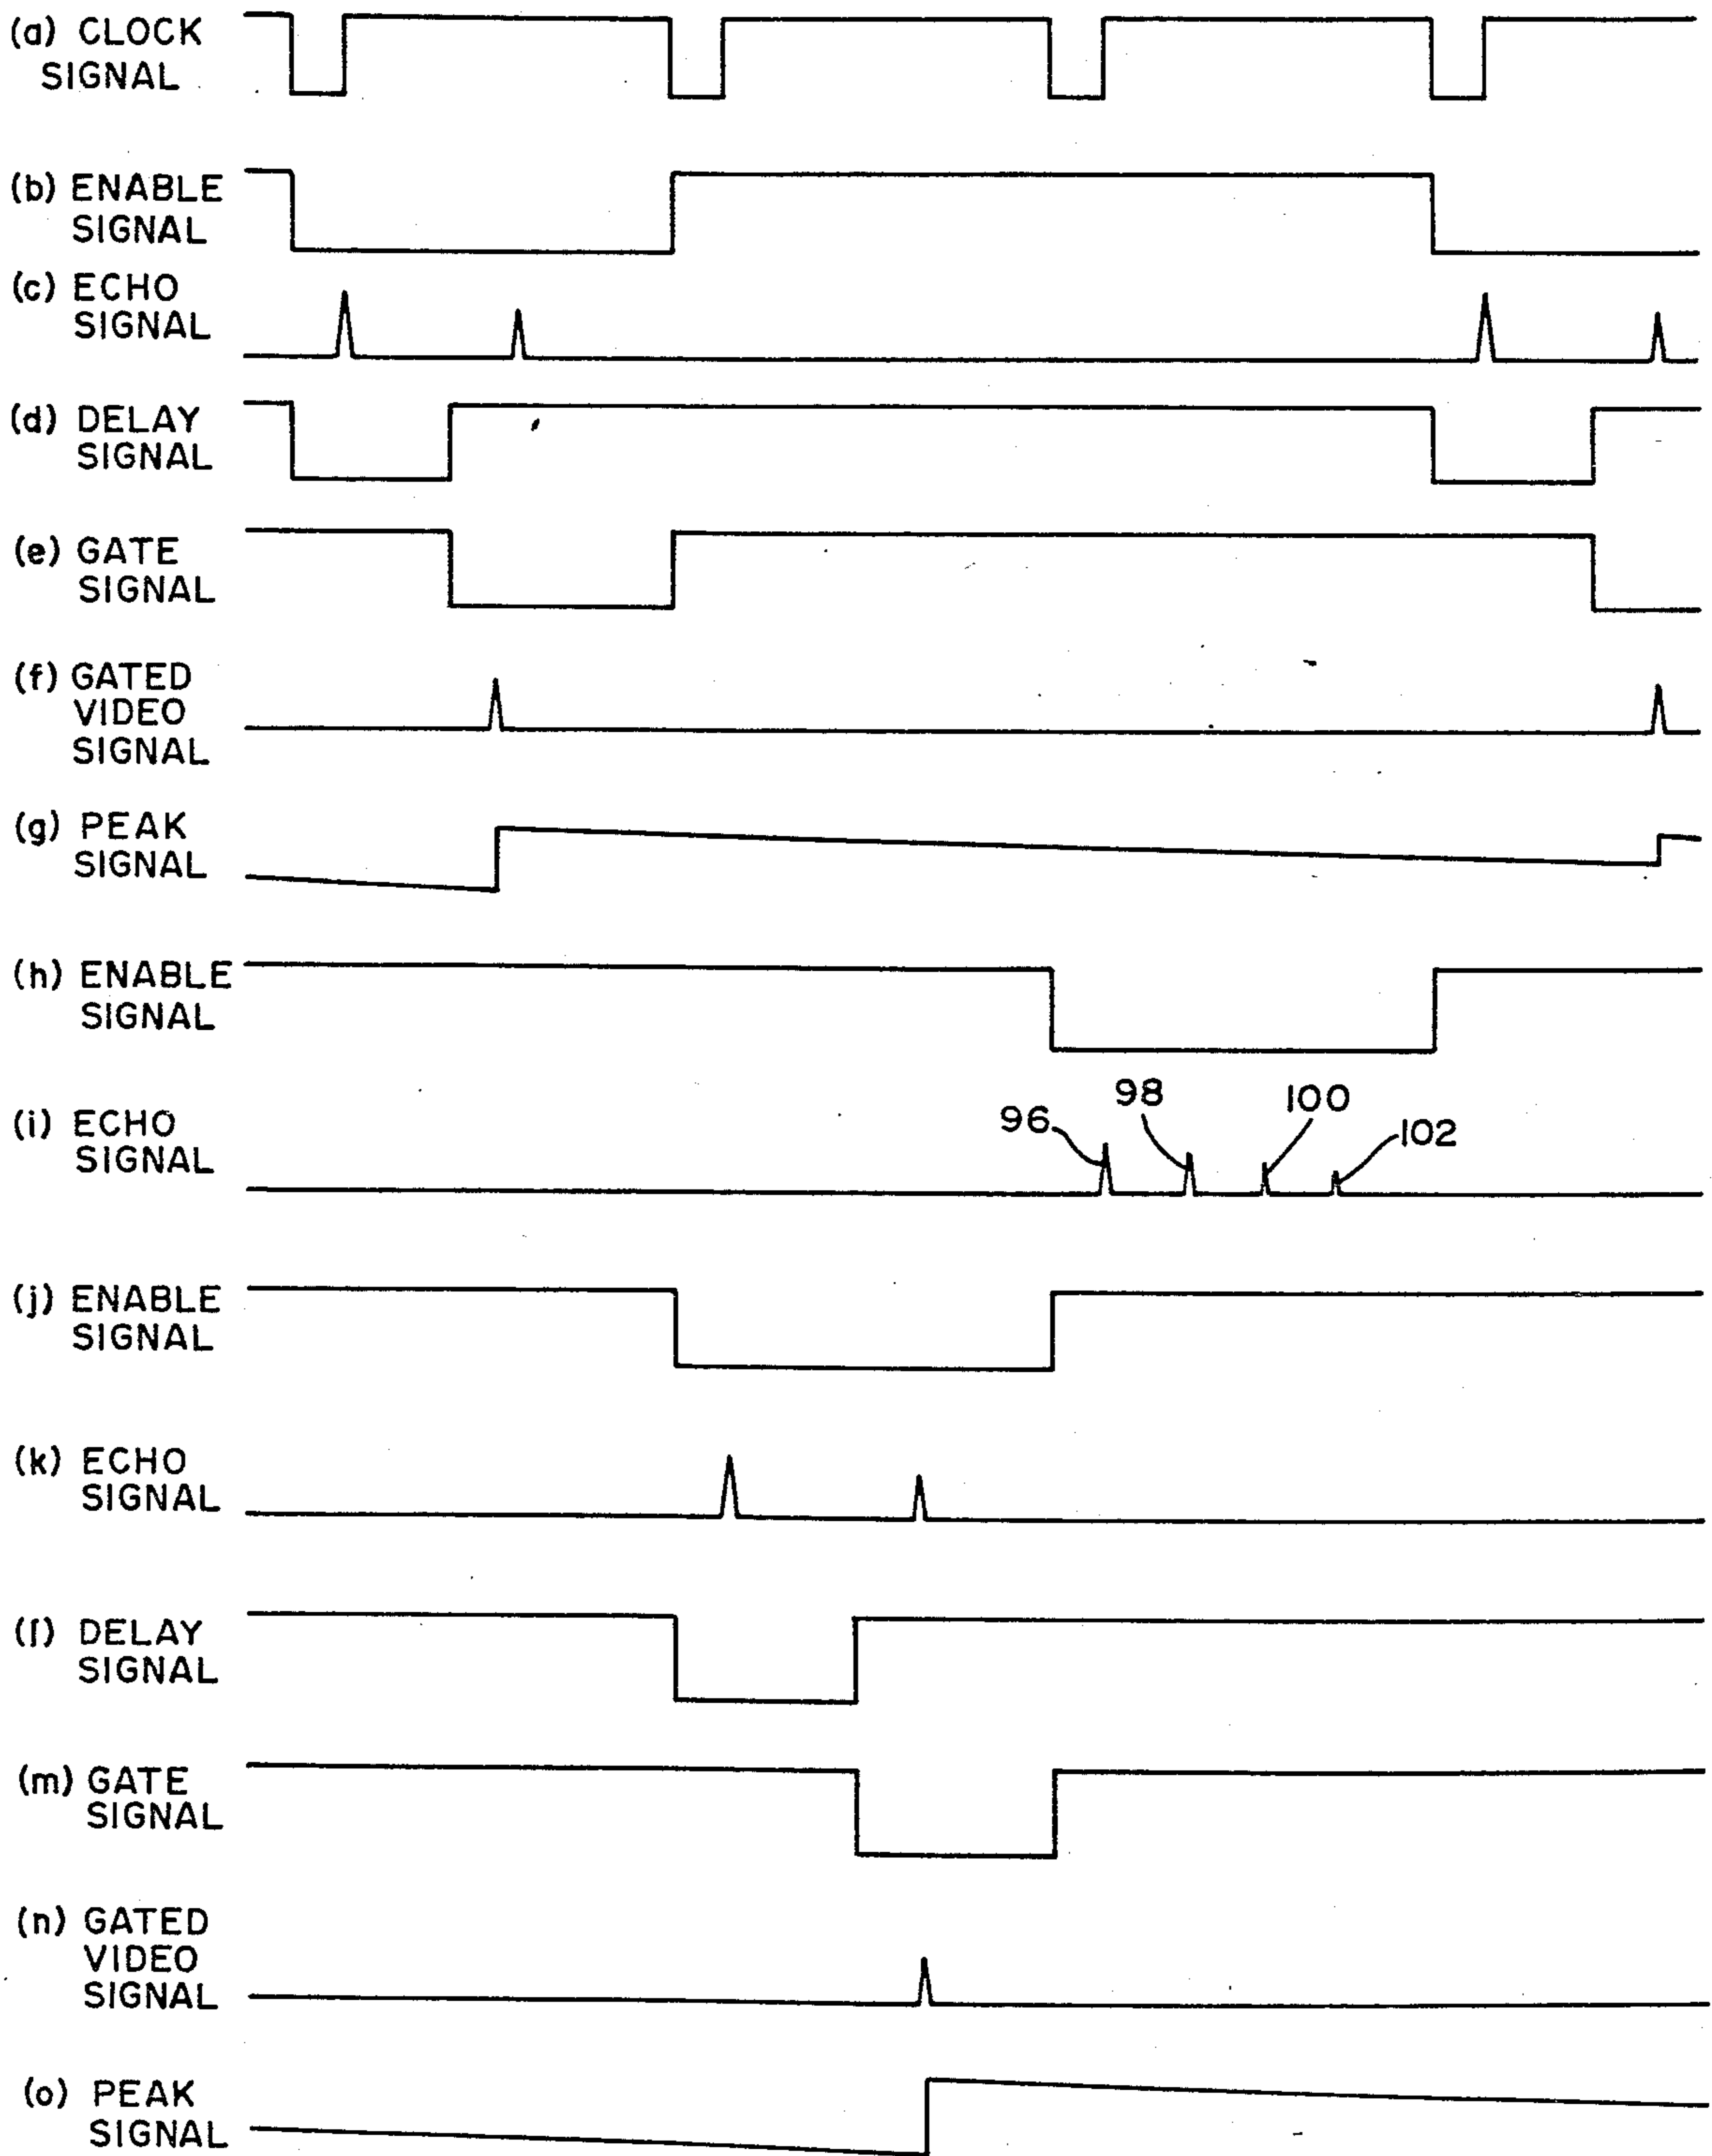 (a) CLOCK
SIGNAL
(b) ENABLE
SIGNAL
(c) ECHO
SIGNAL
(d) DELAY
SIGNAL
(e) GATE
SIGNAL
(f) GATED
VIDEO
SIGNAL
(g) PEAK
SIGNAL
(h) ENABLE
SIGNAL
(i) ECHO
SIGNAL
96
98
100
102
(j) ENABLE
SIGNAL
(k) ECHO
SIGNAL
(l) DELAY
SIGNAL
(m) GATE
SIGNAL
(n) GATED
VIDEO
SIGNAL
(o) PEAK
SIGNAL